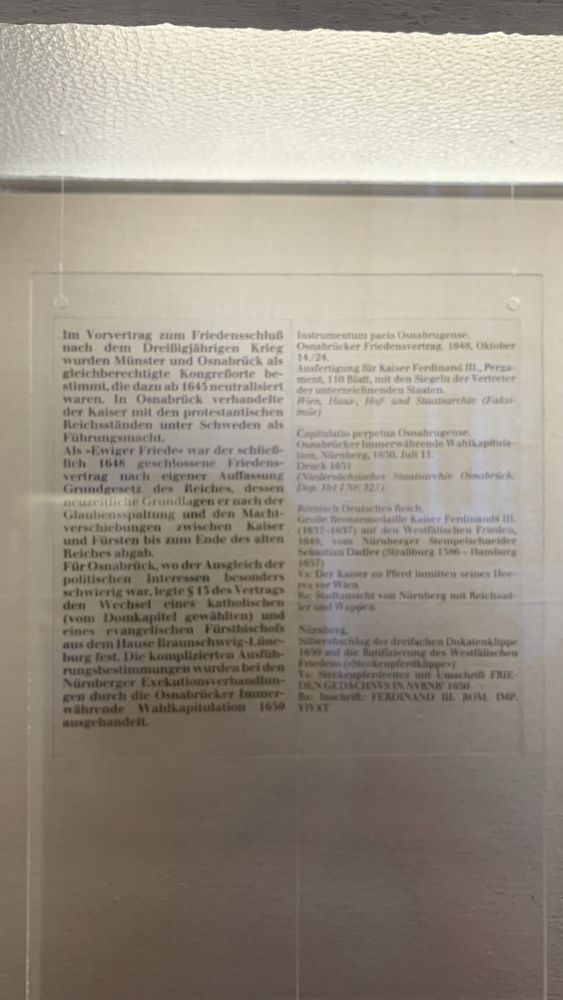 Im Vorvertrag zum Friedensschluß
nach dem Dreißigjährigen Krieg
wurden Münster und Osnabrück als
gleichberechtigte Kongreßorte be-
stimmt, die dazu ab 1643 neutralisiert
waren. In Osnabrück verhandelte
der Kaiser mit den protestantischen
Reichsständen unter Schweden als
Führungsmacht.
Als »Ewiger Friede« war der schließ-
lich 1648 geschlossene Friedens-
vertrag nach eigener Auffassung
Grundgesetz des Reiches, dessen
neuzeitliche Grundlagen er nach der
Glaubensspaltung und den Macht-
verschiebungen zwischen Kaiser
und Fürsten bis zum Ende des alten
Reiches abgab.
Für Osnabrück, wo der Ausgleich der
politischen Interessen besonders
schwierig war, legte § 13 des Vertrags
den Wechsel eines katholischen
(vom Domkapitel gewählten) und
eines evangelischen Fürstbischofs
aus dem Hause Braunschweig-Lüne-
burg fest. Die komplizierten Ausfüh-
rungsbestimmungen wurden bei den
Nürnberger Exekutionsverhandlun-
gen durch die Osnabrücker Immer-
währende Wahlkapitulation 1650
ausgehandelt.
Instrumentum pacis Osnabrugense.
Osnabrücker Friedensvertrag. 1648, Oktober
14./24.
Ausfertigung für Kaiser Ferdinand III., Perga-
ment, 110 Blatt, mit den Siegeln der Vertreter
der unterzeichnenden Staaten.
Wien, Haus-, Hof- und Staatsarchiv (Faksi-
mile)
Capitulatio perpetua Osnabrugense.
Osnabrücker Immerwährende Wahlkapitula-
tion, Nürnberg, 1650, Juli 11.
Druck 1651
(Niedersächsisches Staatsarchiv Osnabrück:
Dep. 101 I Nr. 323)
Römisch Deutsches Reich,
Große Bronzemedaille Kaiser Ferdinands III.
(1637-1657) auf den Westfälischen Frieden,
1649, vom Nürnberger Stempelschneider
Sebastian Dadler (Straßburg 1586 – Hamburg
1657)
Vs: Der Kaiser zu Pferd inmitten seines Hee-
res vor Wien
Rs: Stadtansicht von Nürnberg mit Reichsad-
ler und Wappen
Nürnberg,
Silberabschlag der dreifachen Dukatenklippe
1650 auf die Ratifizierung des Westfälischen
Friedens («Steckenpferdklippe»)
Vs: Steckenpferdreiter mit Umschrift FRIE-
DEN GEDÄCHNVS IN NVRNB' 1650
Rs: Inschrift: FERDINAND III. ROM. IMP.
VIVAT